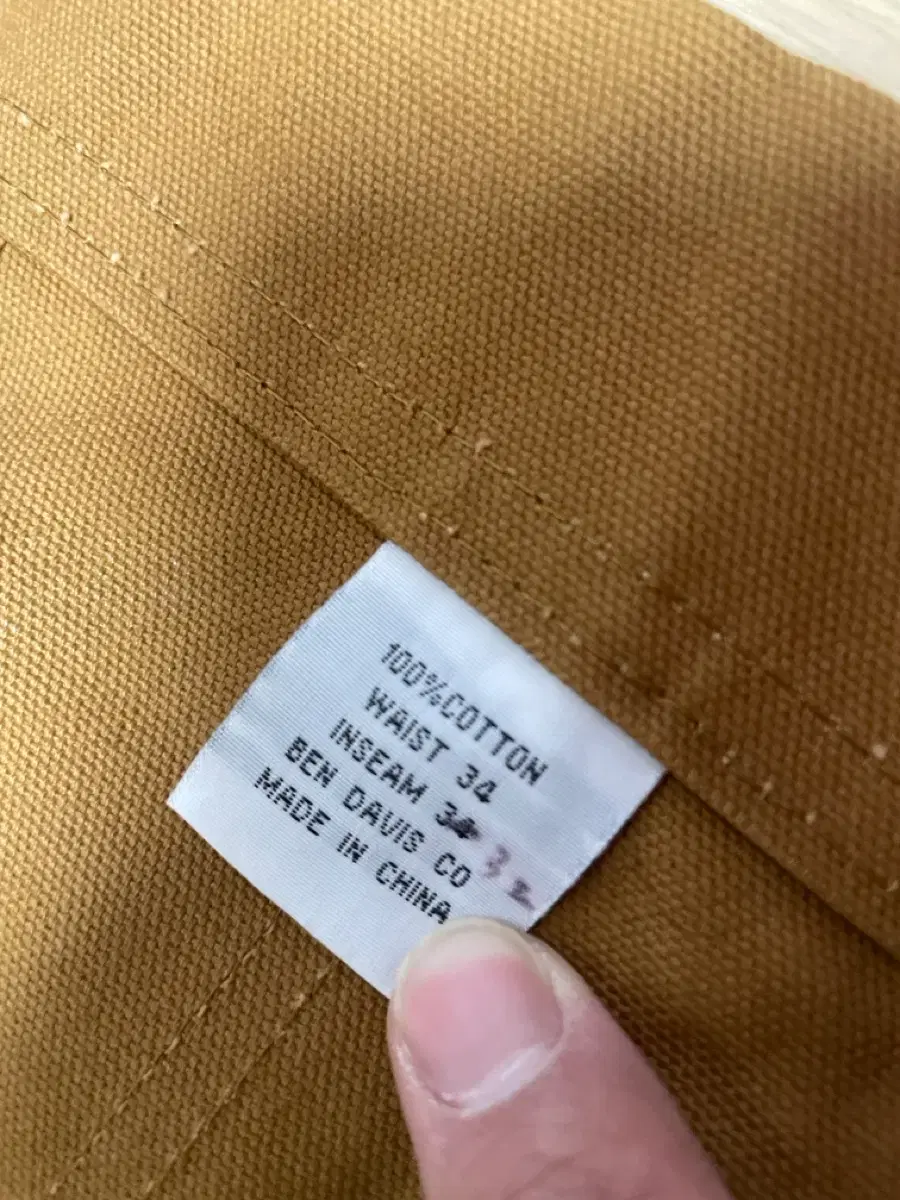 100%COTTON
WAIST 34
INSEAM 34 32
BEN DAVIS CO
MADE IN CHINA